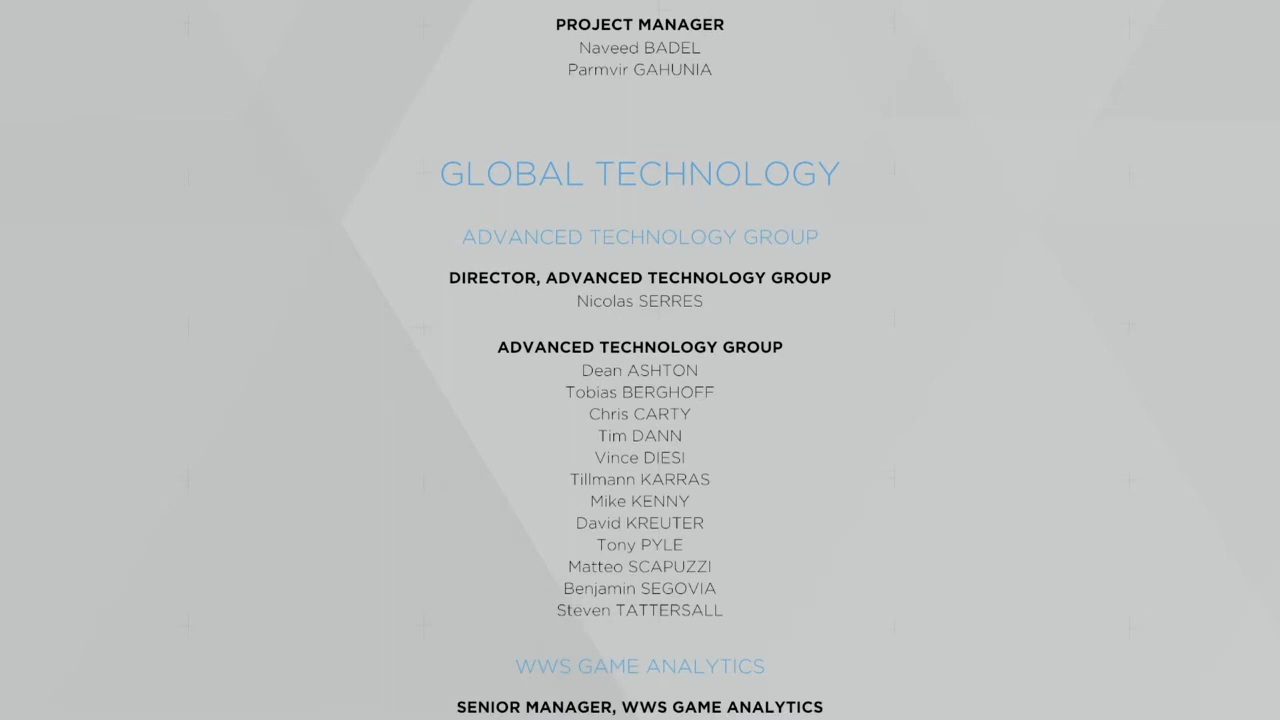 PROJECT MANAGER
Naveed BADEL
Parmvir GAHUNIA
GLOBAL TECHNOLOGY
ADVANCED TECHNOLOGY GROUP
DIRECTOR, ADVANCED TECHNOLOGY GROUP
Nicolas SERRES
ADVANCED TECHNOLOGY GROUP
Dean ASHTON
Tobias BERGHOFF
Chris CARTY
Tim DANN
Vince DIESI
Tillmann KARRAS
Mike KENNY
David KREUTER
Tony PYLE
Matteo SCAPUZZI
Benjamin SEGOVIA
Steven TATTERSALL
WWS GAME ANALYTICS
SENIOR MANAGER, WWS GAME ANALYTICS